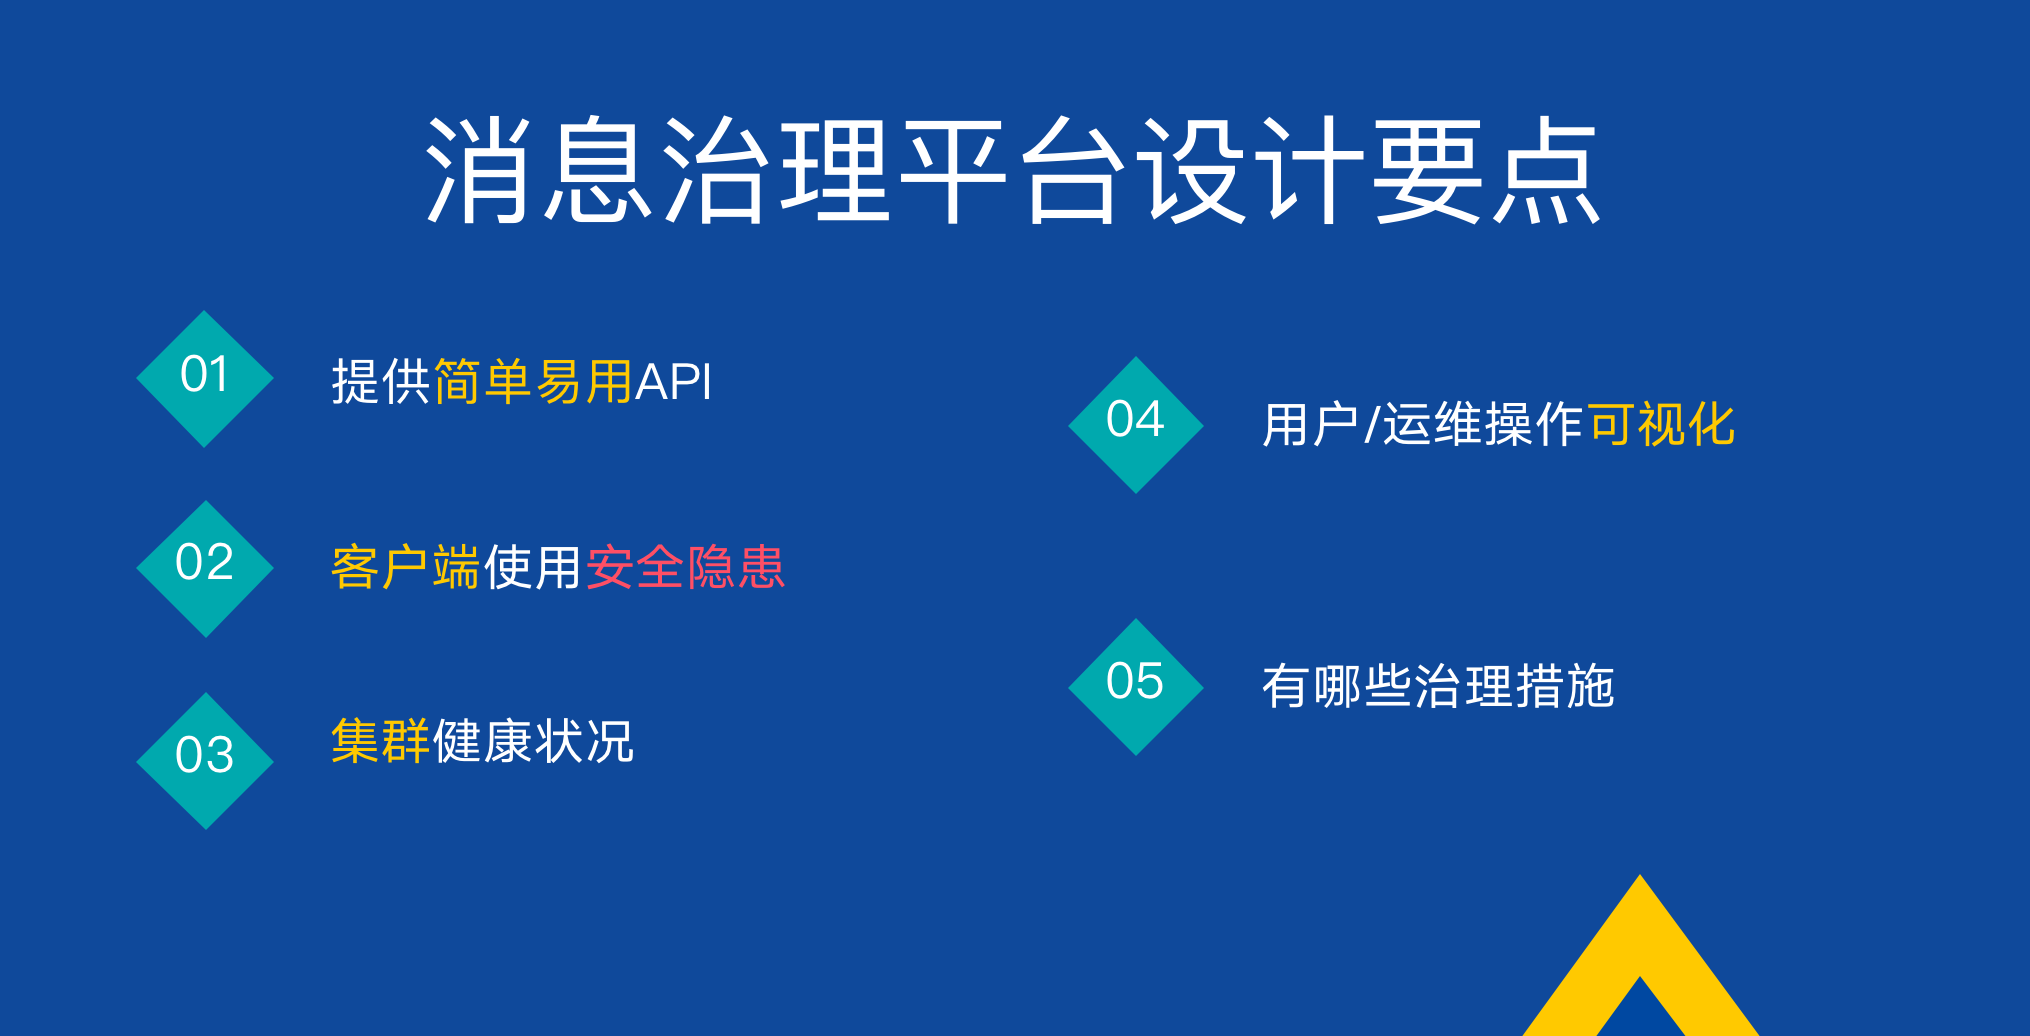 消息治理平台设计要点
01
提供简单易用API
02
客户端使用安全隐患
03
集群健康状况
04
用户/运维操作可视化
05
有哪些治理措施